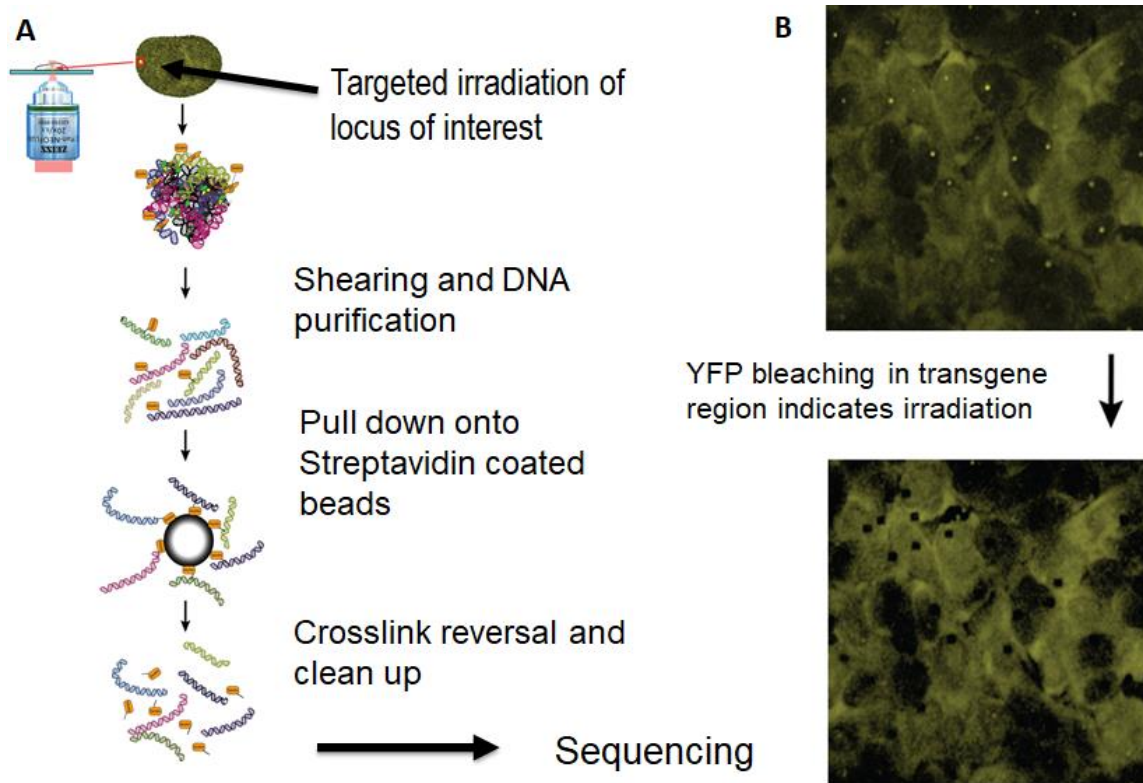 A
Targeted irradiation of
locus of interest
Shearing and DNA
purification
Pull down onto
Streptavidin coated
beads
Crosslink reversal and
clean up
Sequencing
B
YFP bleaching in transgene
region indicates irradiation